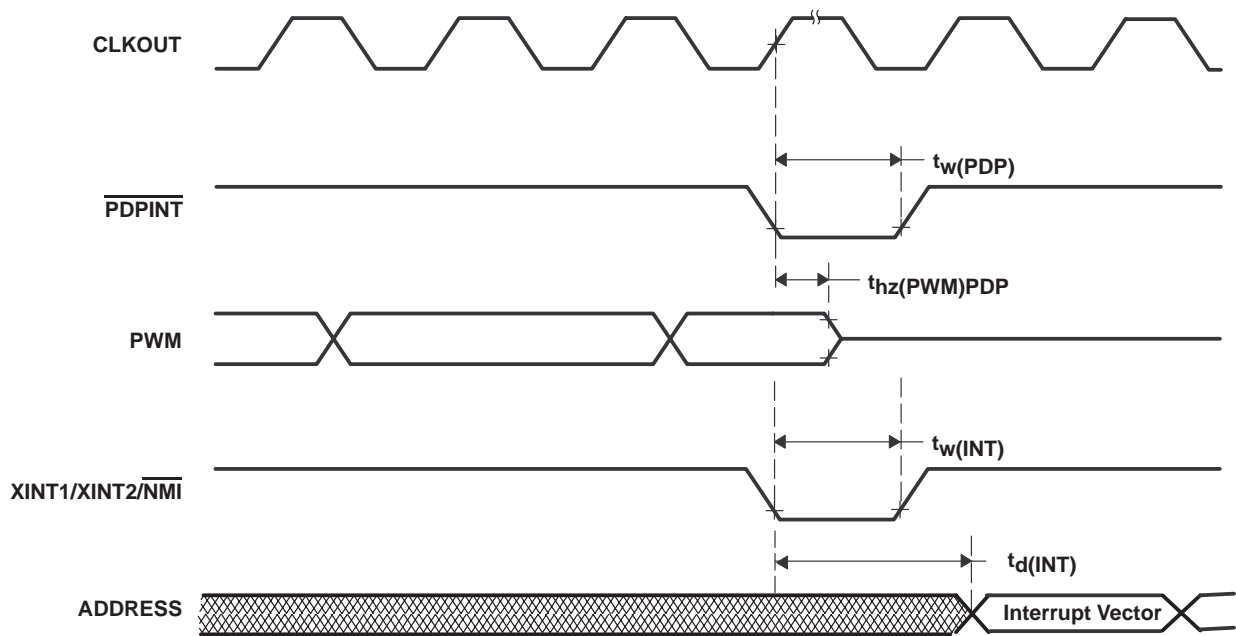 CLKOUT
tw(PDP)
PDPINT
thz(PWM)PDP
PWM
tw(INT)
XINT1/XINT2/NMI
td(INT)
ADDRESS
Interrupt Vector